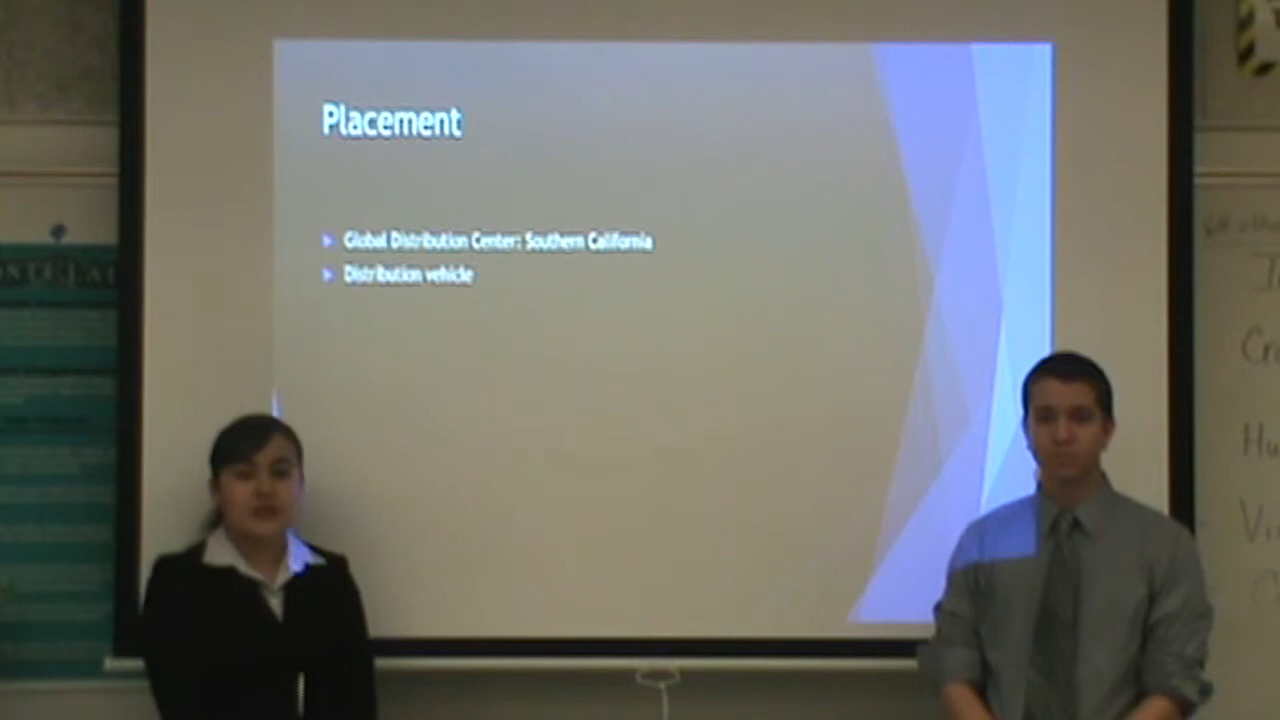 Placement
Global Distribution Center: Southern California
Distribution vehicle